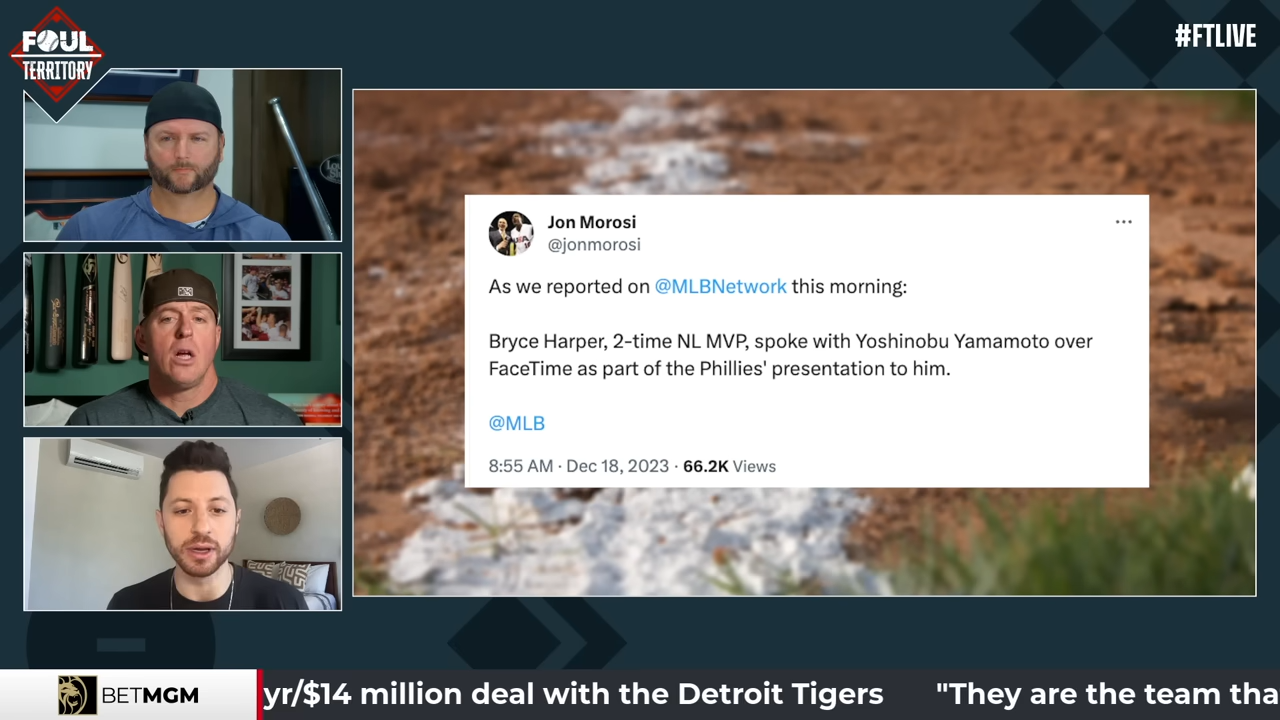 FOUL
TERRITORY
#FTLIVE
Jon Morosi
@jonmorosi
As we reported on @MLBNetwork this morning:
Bryce Harper, 2-time NL MVP, spoke with Yoshinobu Yamamoto over
FaceTime as part of the Phillies' presentation to him.
@MLB
8:55 AM · Dec 18, 2023 · 66.2K Views
BETMGM
yr/$14 million deal with the Detroit Tigers "They are the team tha